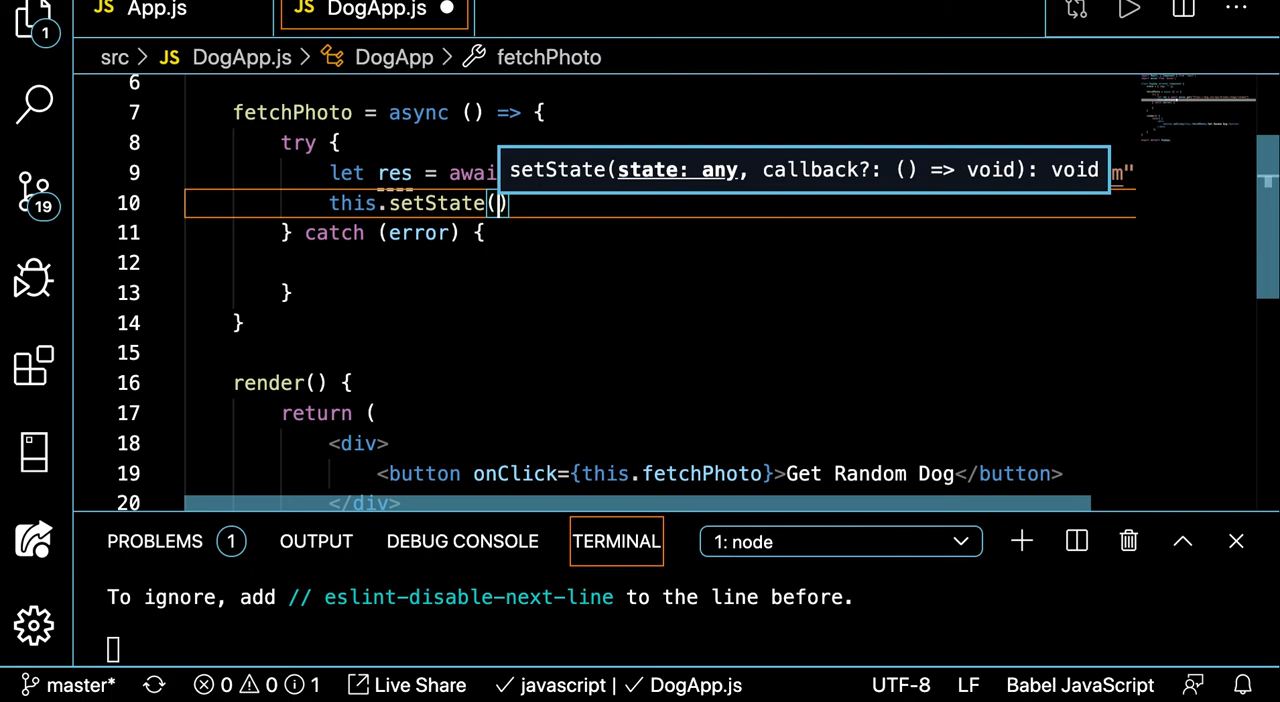 JS App.js
JS DogApp.js
1
src > JS DogApp.js > DogApp > fetchPhoto
6
7 fetchPhoto = async () => {
8 try {
9 let res = awai m"
setState(state: any, callback?: () => void): void
10 this.setState()
11 } catch (error) {
12
13 }
14 }
15
16 render() {
17 return (
18 <div>
19 <button onClick={this.fetchPhoto}>Get Random Dog</button>
20 </div>
19
PROBLEMS 1 OUTPUT DEBUG CONSOLE TERMINAL 1: node
To ignore, add // eslint-disable-next-line to the line before.
master* 0 0 1 Live Share javascript | DogApp.js UTF-8 LF Babel JavaScript